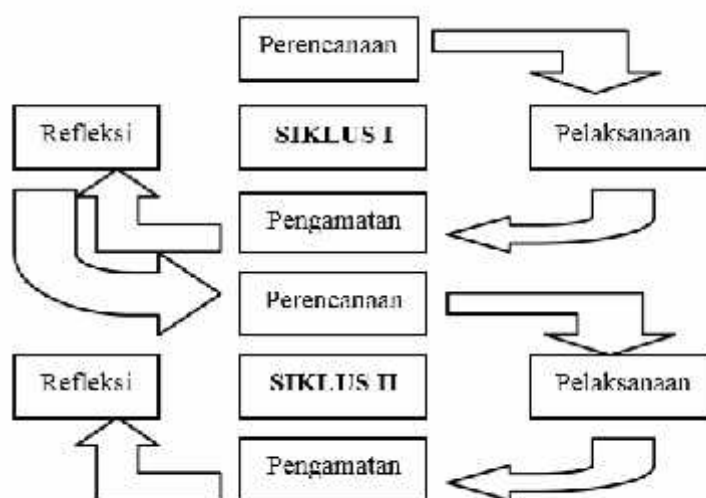 Perencanaan
Refleksi
SIKLUS I
Pelaksanaan
Pengamatan
Perencanaan
Refleksi
SIKLUS II
Pelaksanaan
Pengamatan